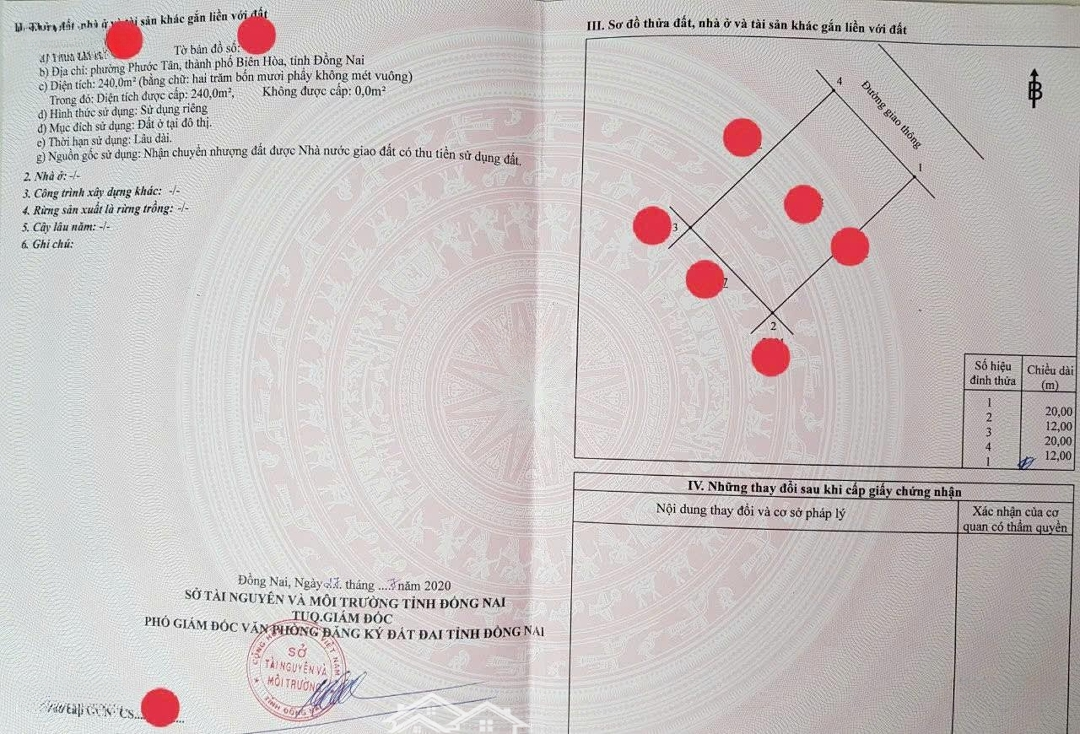 II. Thửa đất, nhà ở và tài sản khác gắn liền với đất
Tờ bản đồ số:
b) Địa chỉ: phường Phước Tân, thành phố Biên Hòa, tỉnh Đồng Nai
c) Diện tích: 240,0m² (bằng chữ: hai trăm bốn mươi phẩy không mét vuông)
Trong đó: Diện tích được cấp: 240,0m², Không được cấp: 0,0m²
d) Hình thức sử dụng: Sử dụng riêng
đ) Mục đích sử dụng: Đất ở tại đô thị.
e) Thời hạn sử dụng: Lâu dài.
g) Nguồn gốc sử dụng: Nhận chuyển nhượng đất được Nhà nước giao đất có thu tiền sử dụng đất.
2. Nhà ở: -/-
3. Công trình xây dựng khác: -/-
4. Rừng sản xuất là rừng trồng: -/-
5. Cây lâu năm: -/-
6. Ghi chú:
Đồng Nai, Ngày tháng năm 2020
SỞ TÀI NGUYÊN VÀ MÔI TRƯỜNG TỈNH ĐỒNG NAI
TUQ.GIÁM ĐỐC
PHÓ GIÁM ĐỐC VĂN PHÒNG ĐĂNG KÝ ĐẤT ĐAI TỈNH ĐỒNG NAI
SỞ
TÀI NGUYÊN VÀ
MÔI TRƯỜNG
GCN: CS
III. Sơ đồ thửa đất, nhà ở và tài sản khác gắn liền với đất
4
Đường giao thông
B
1
3
2
Số hiệu đỉnh thửa
Chiều dài (m)
1
20,00
2
12,00
3
20,00
4
12,00
1
IV. Những thay đổi sau khi cấp giấy chứng nhận
Nội dung thay đổi và cơ sở pháp lý
Xác nhận của cơ
quan có thẩm quyền